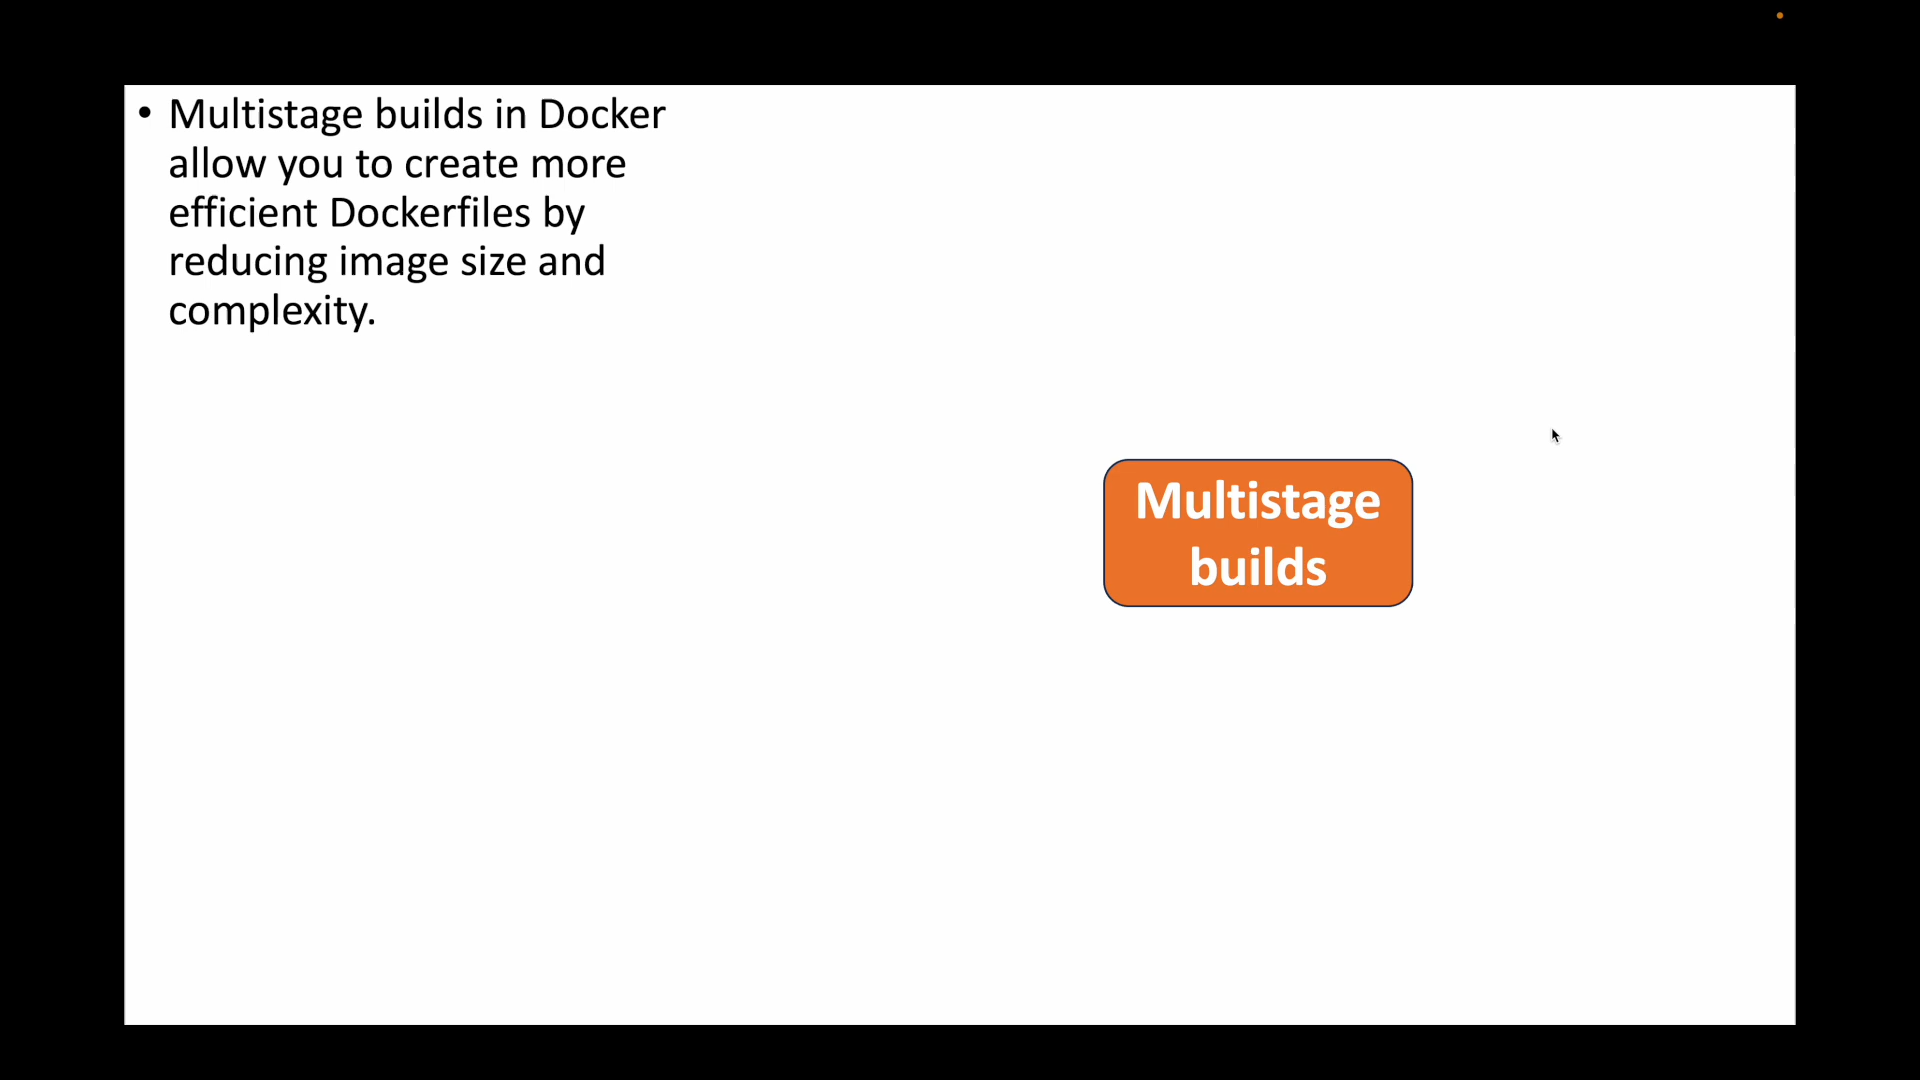 • Multistage builds in Docker
allow you to create more
efficient Dockerfiles by
reducing image size and
complexity.
Multistage
builds